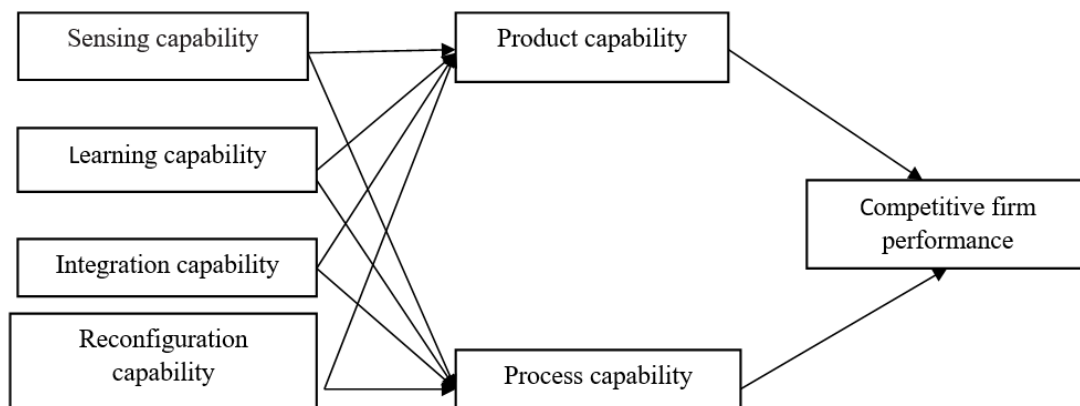 Sensing capability
Product capability
Learning capability
Competitive firm
performance
Integration capability
Reconfiguration
capability
Process capability